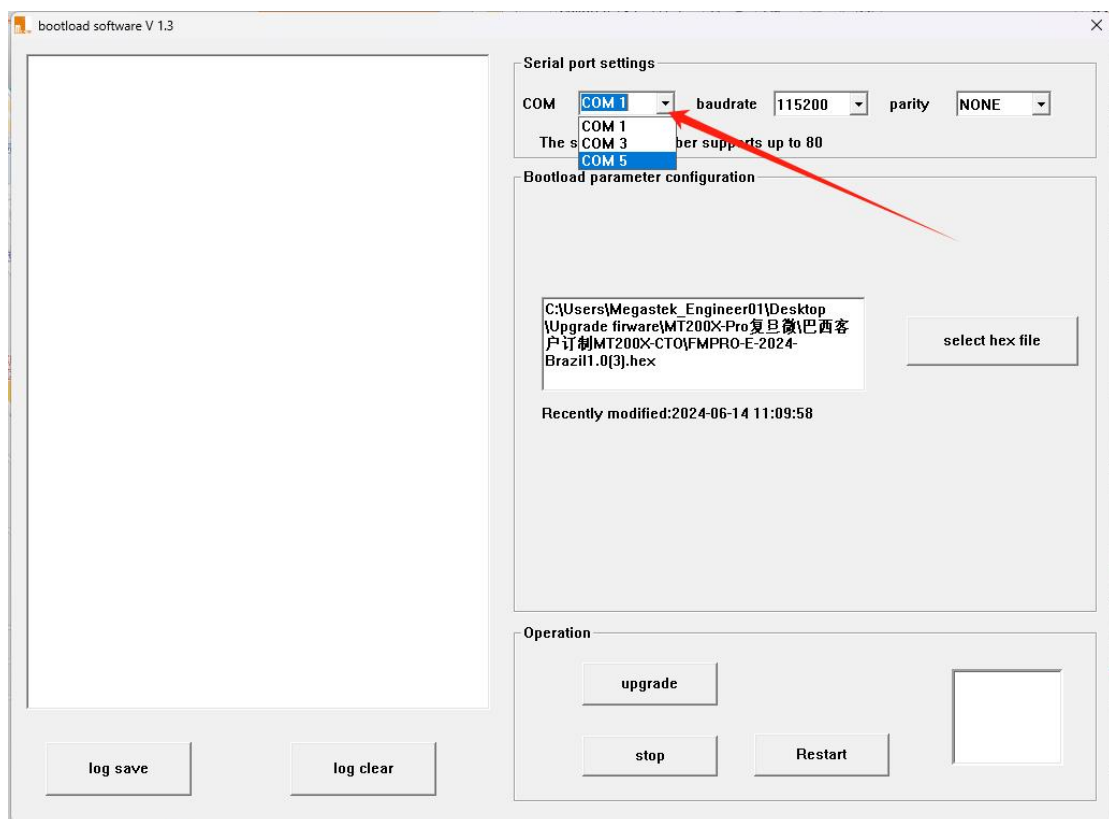 bootload software V 1.3
Serial port settings
COM COM 1 baudrate 115200 parity NONE
COM 1
COM 3
COM 5
The s ber supports up to 80
Bootload parameter configuration
C:\Users\Megastek_Engineer01\Desktop
\Upgrade firware\MT200X-Pro复旦微\巴西客
户订制MT200X-CTO\FMPRO-E-2024-
Brazil1.0(3).hex
select hex file
Recently modified:2024-06-14 11:09:58
Operation
upgrade
stop
Restart
log save
log clear